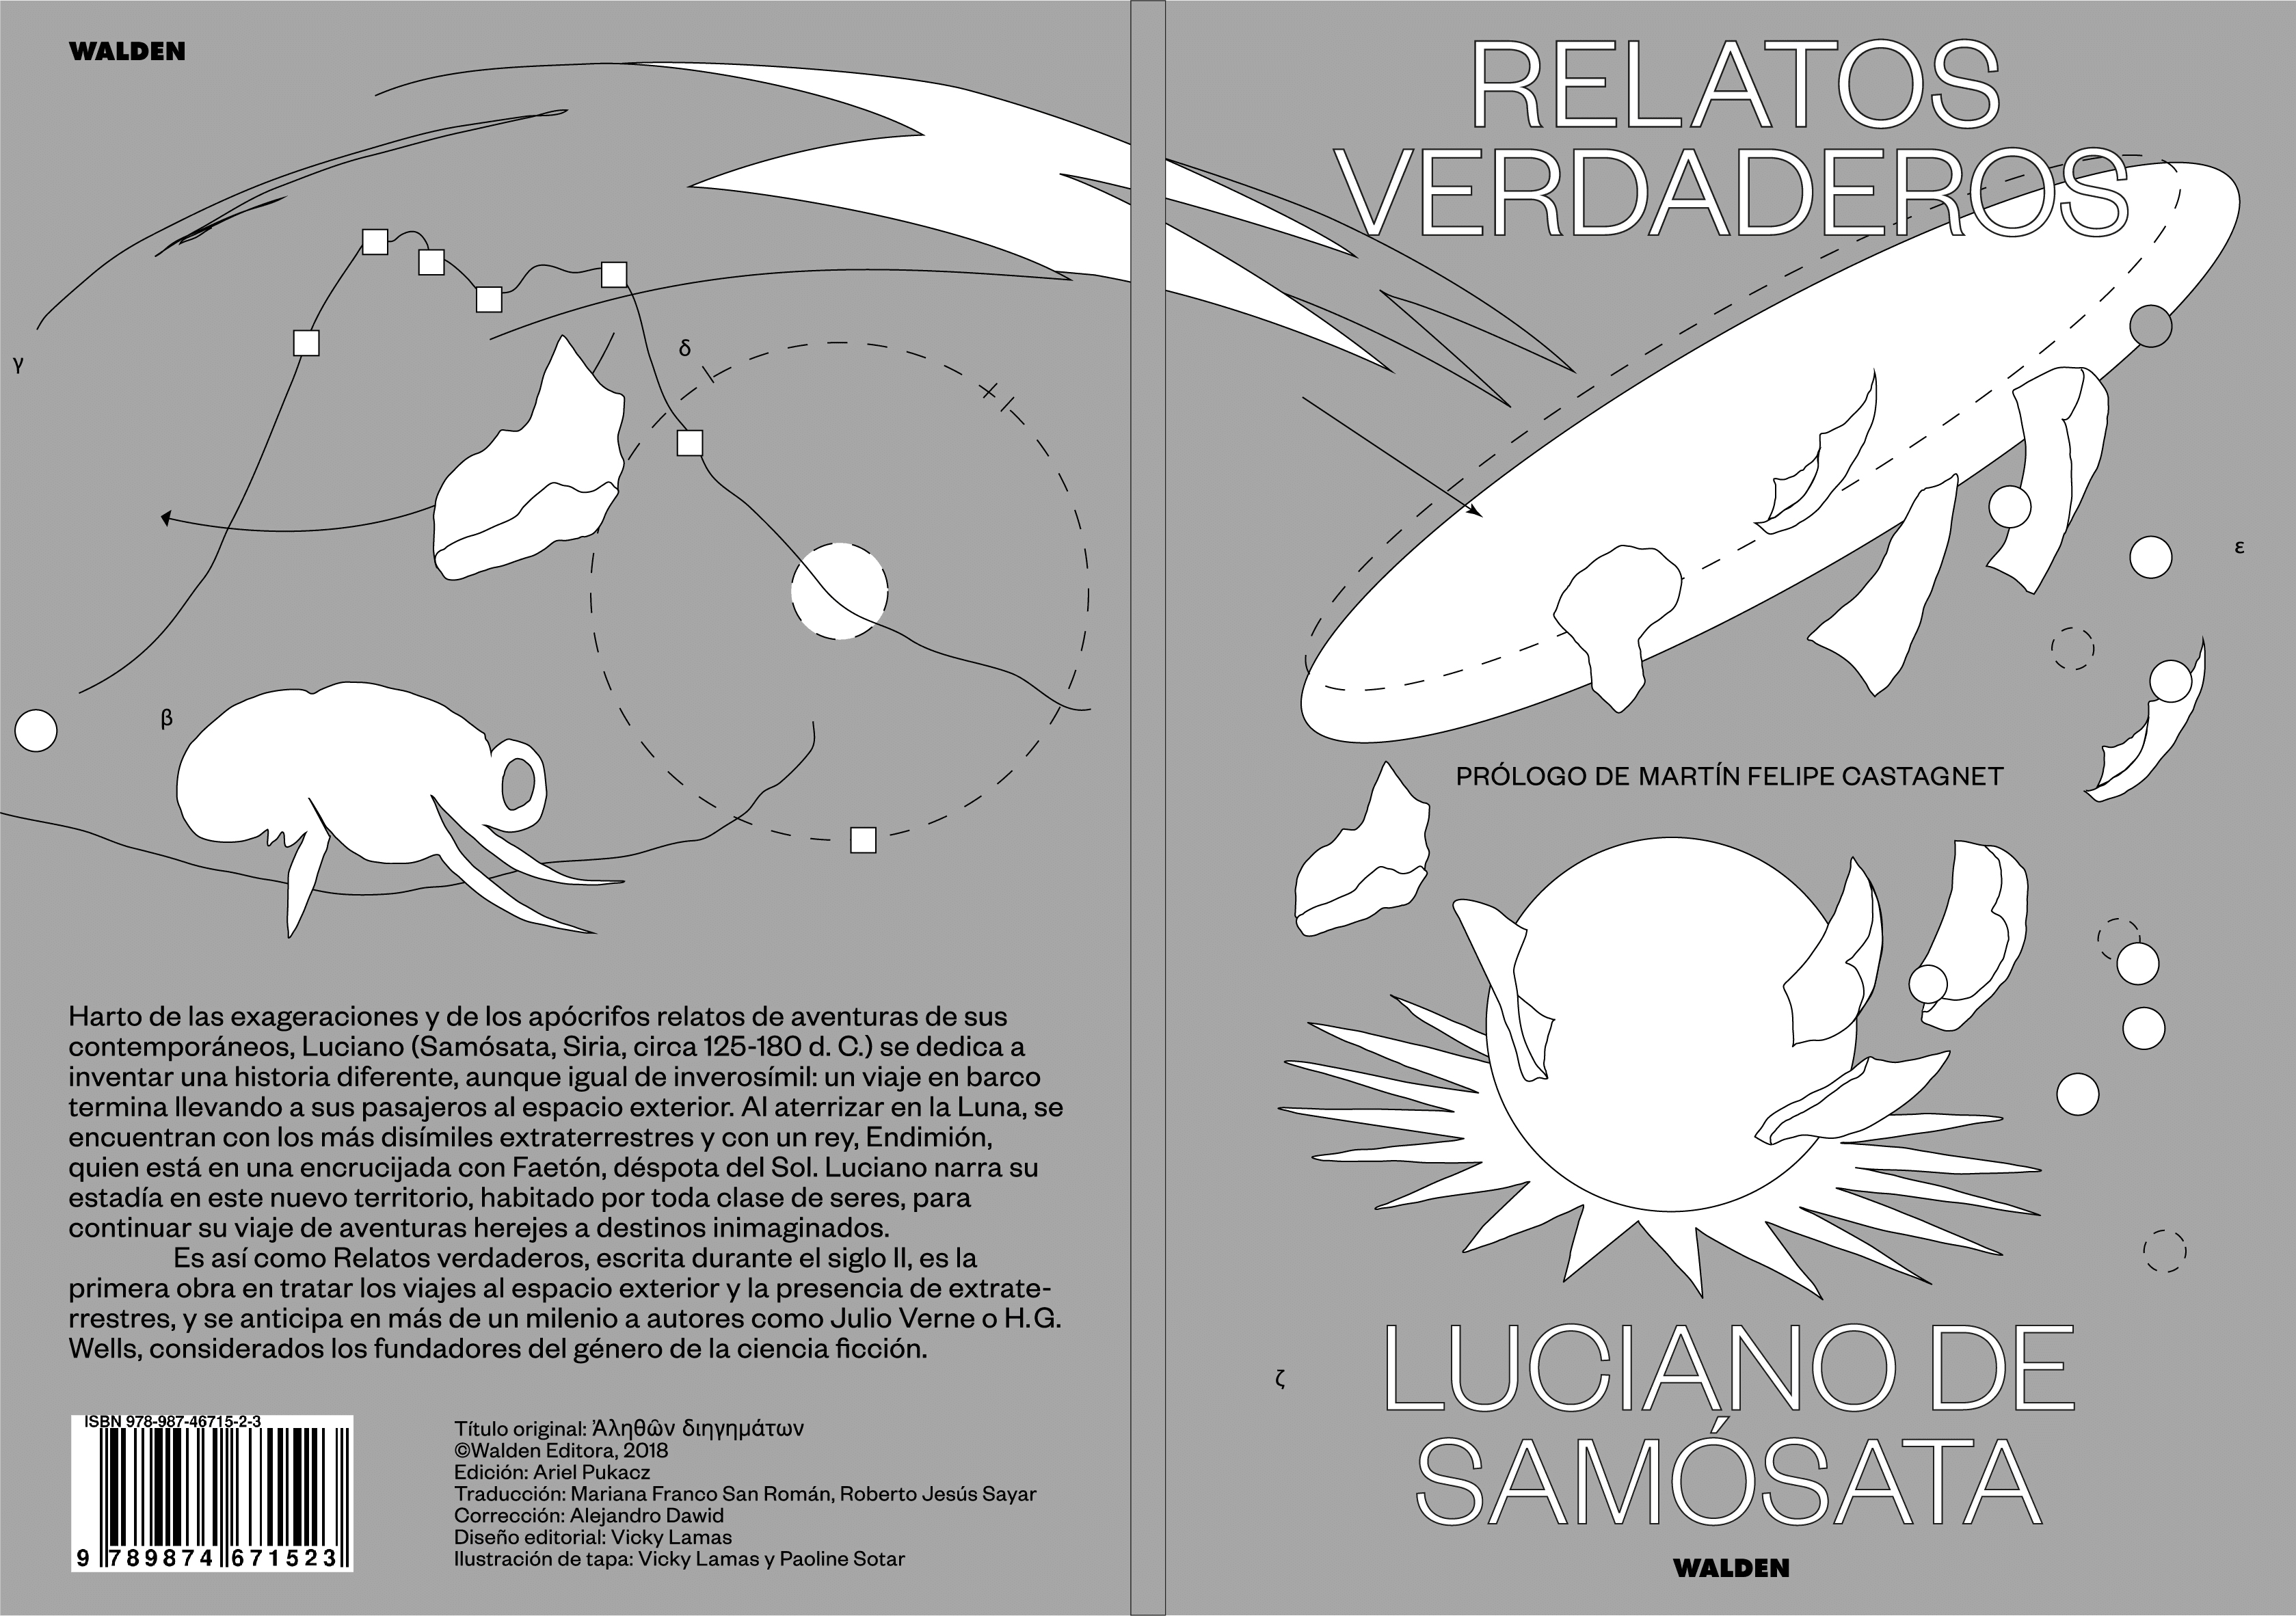 WALDEN
γ
δ
β
Harto de las exageraciones y de los apócrifos relatos de aventuras de sus
contemporáneos, Luciano (Samósata, Siria, circa 125-180 d. C.) se dedica a
inventar una historia diferente, aunque igual de inverosímil: un viaje en barco
termina llevando a sus pasajeros al espacio exterior. Al aterrizar en la Luna, se
encuentran con los más disímiles extraterrestres y con un rey, Endimión,
quien está en una encrucijada con Faetón, déspota del Sol. Luciano narra su
estadía en este nuevo territorio, habitado por toda clase de seres, para
continuar su viaje de aventuras herejes a destinos inimaginados.
Es así como Relatos verdaderos, escrita durante el siglo II, es la
primera obra en tratar los viajes al espacio exterior y la presencia de extrate-
rrestres, y se anticipa en más de un milenio a autores como Julio Verne o H.G.
Wells, considerados los fundadores del género de la ciencia ficción.
ISBN 978-987-46715-2-3
9 789874 671523
Título original: Ἀληθῶν διηγημάτων
©Walden Editora, 2018
Edición: Ariel Pukacz
Traducción: Mariana Franco San Román, Roberto Jesús Sayar
Corrección: Alejandro Dawid
Diseño editorial: Vicky Lamas
Ilustración de tapa: Vicky Lamas y Paoline Sotar
RELATOS
VERDADEROS
ε
PRÓLOGO DE MARTÍN FELIPE CASTAGNET
ζ
LUCIANO DE
SAMÓSATA
WALDEN